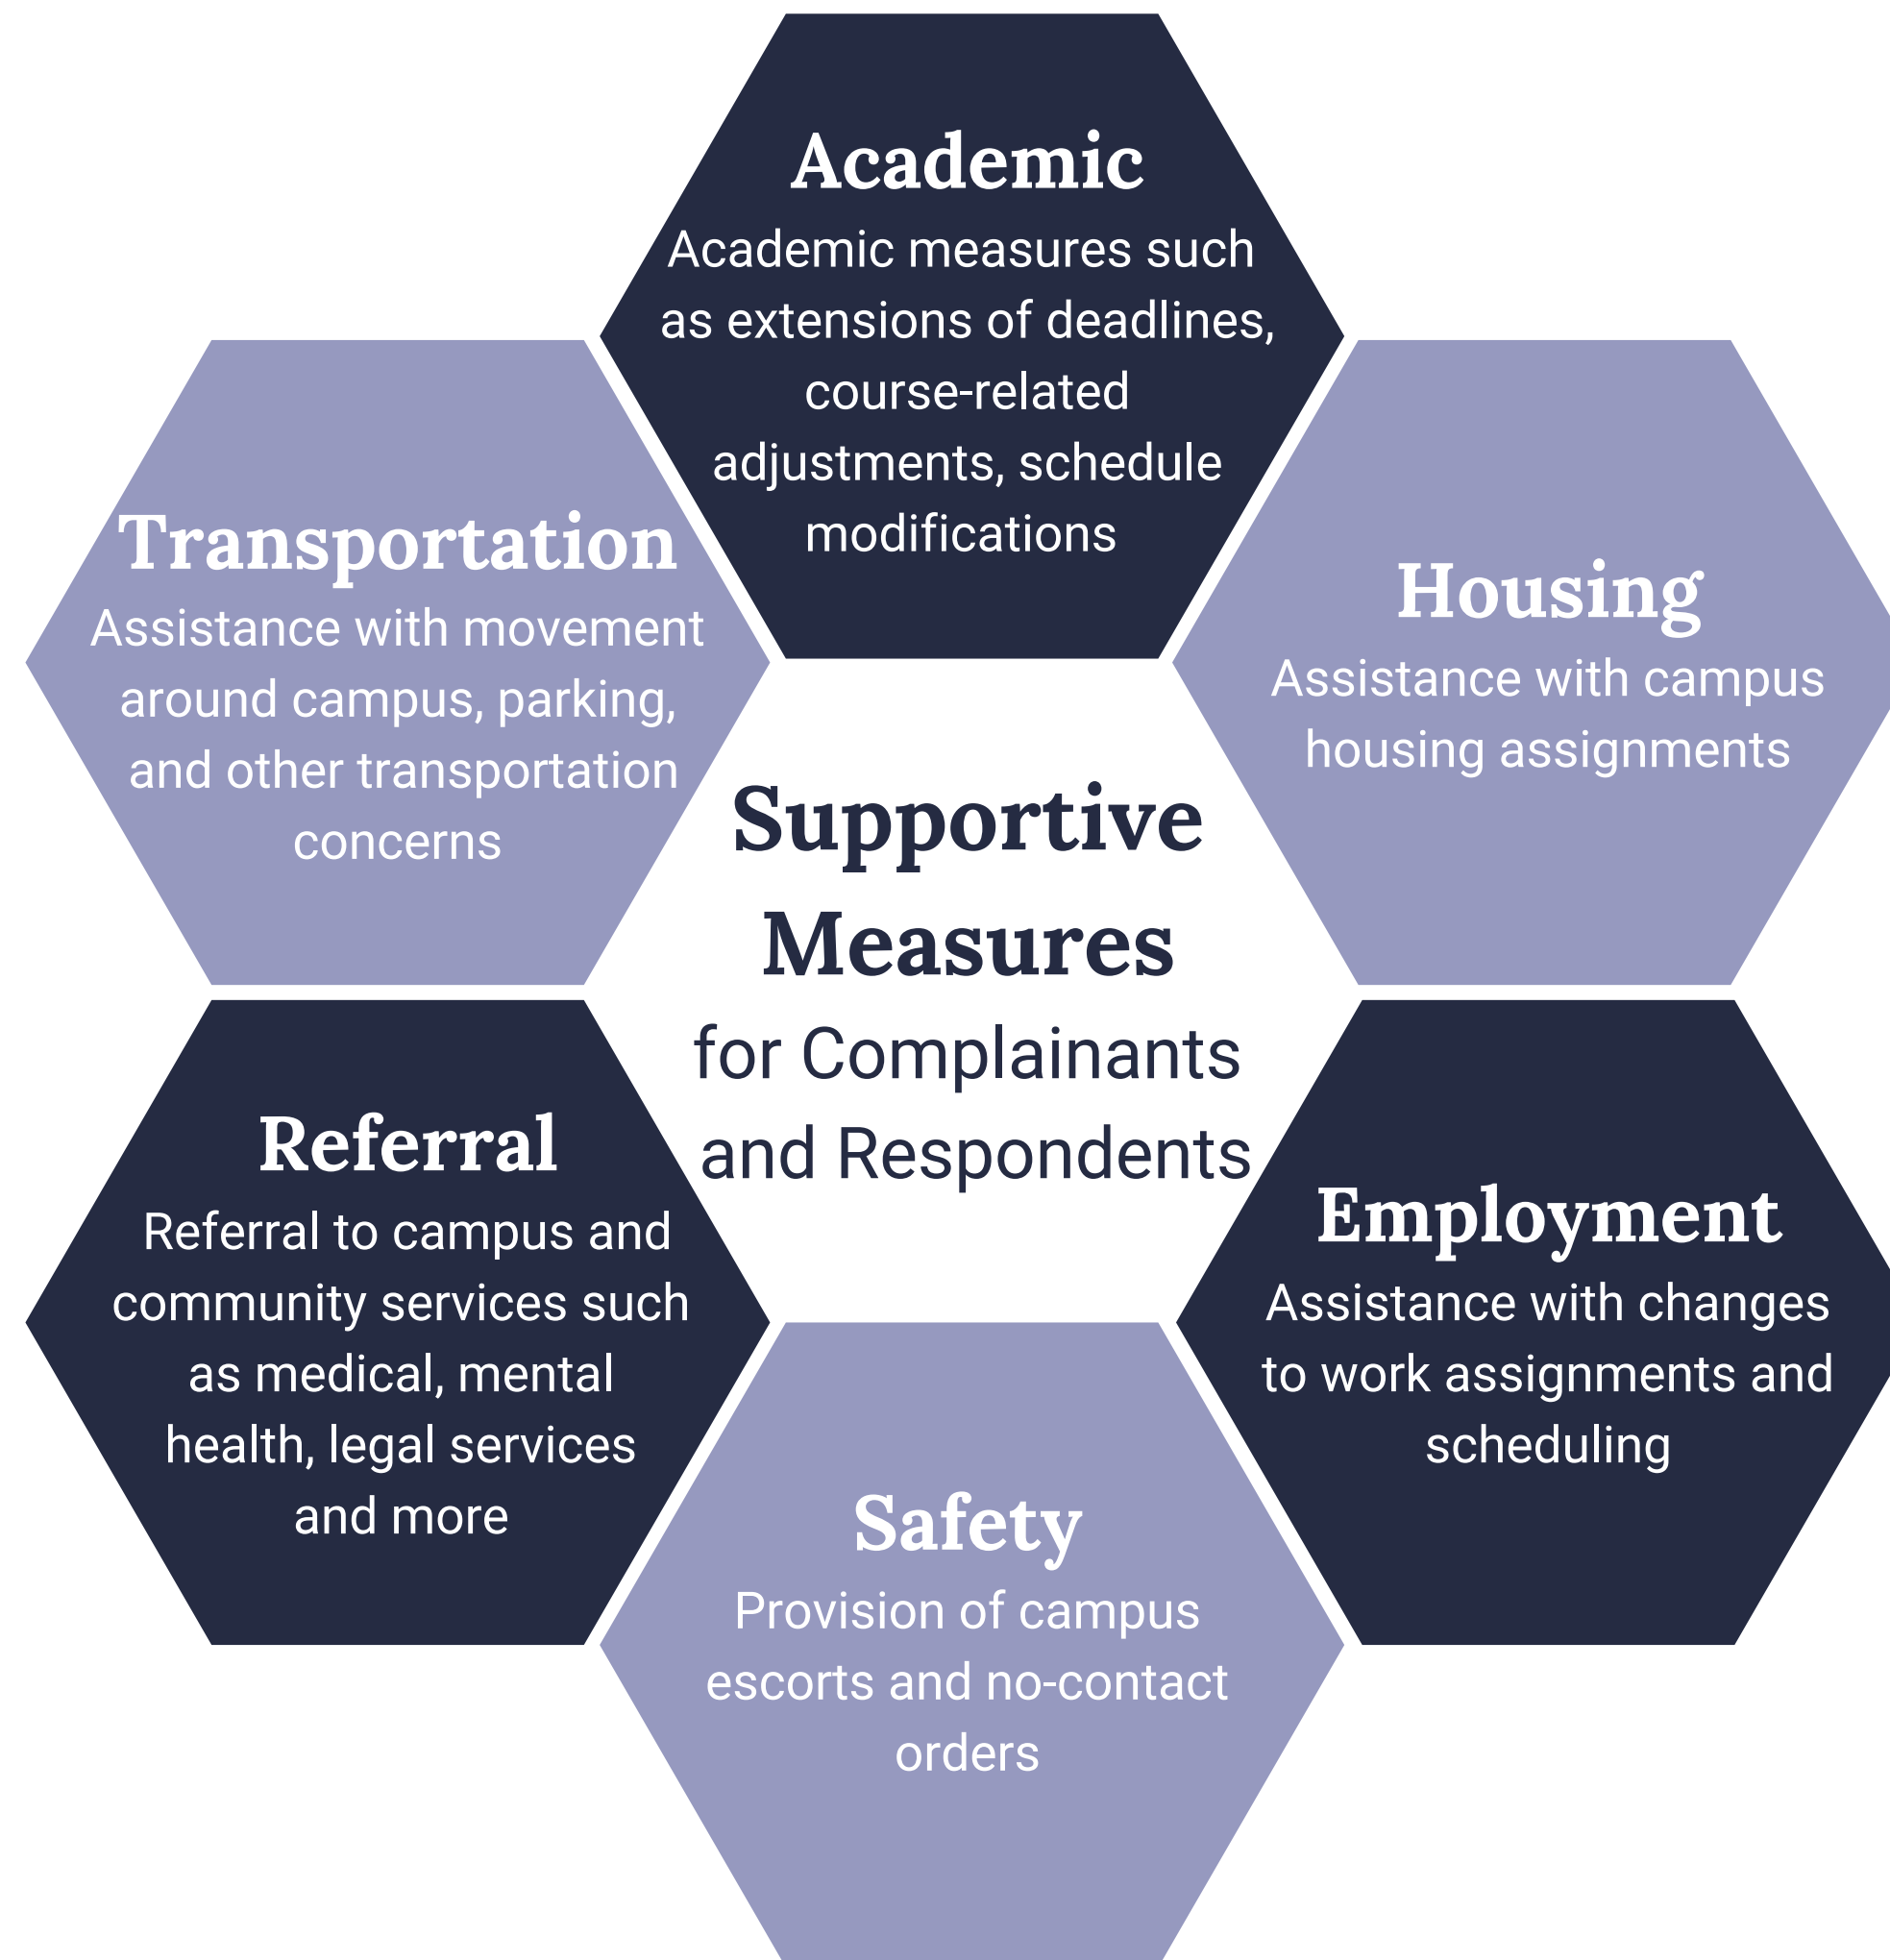 Academic
Academic measures such
as extensions of deadlines,
course-related
adjustments, schedule
modifications
Transportation
Assistance with movement
around campus, parking,
and other transportation
concerns
Housing
Assistance with campus
housing assignments
Supportive
Measures
for Complainants
and Respondents
Referral
Referral to campus and
community services such
as medical, mental
health, legal services
and more
Employment
Assistance with changes
to work assignments and
scheduling
Safety
Provision of campus
escorts and no-contact
orders